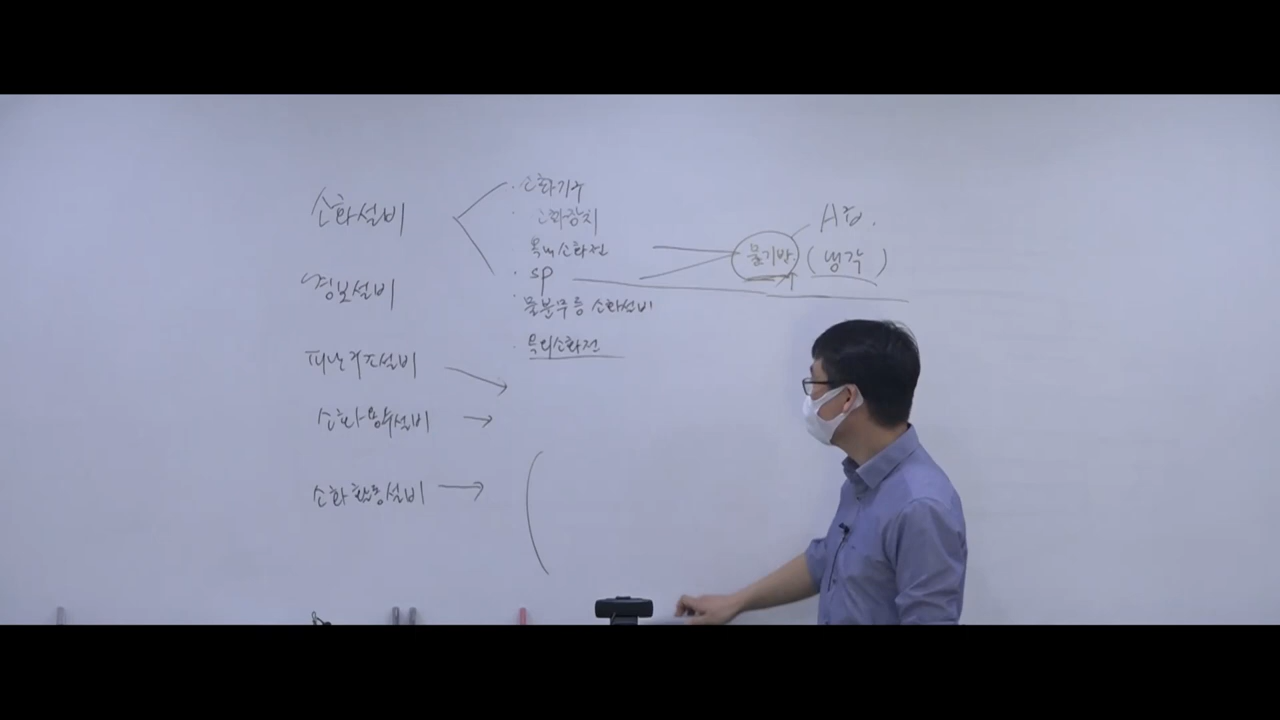 소화설비
경보설비
피난구조설비
소화용수설비
소화활동설비
· 소화기구
· 소화장치
옥내소화전
· SP
· 물분무등 소화설비
· 옥외소화전
물기반
A급.
(냉각)